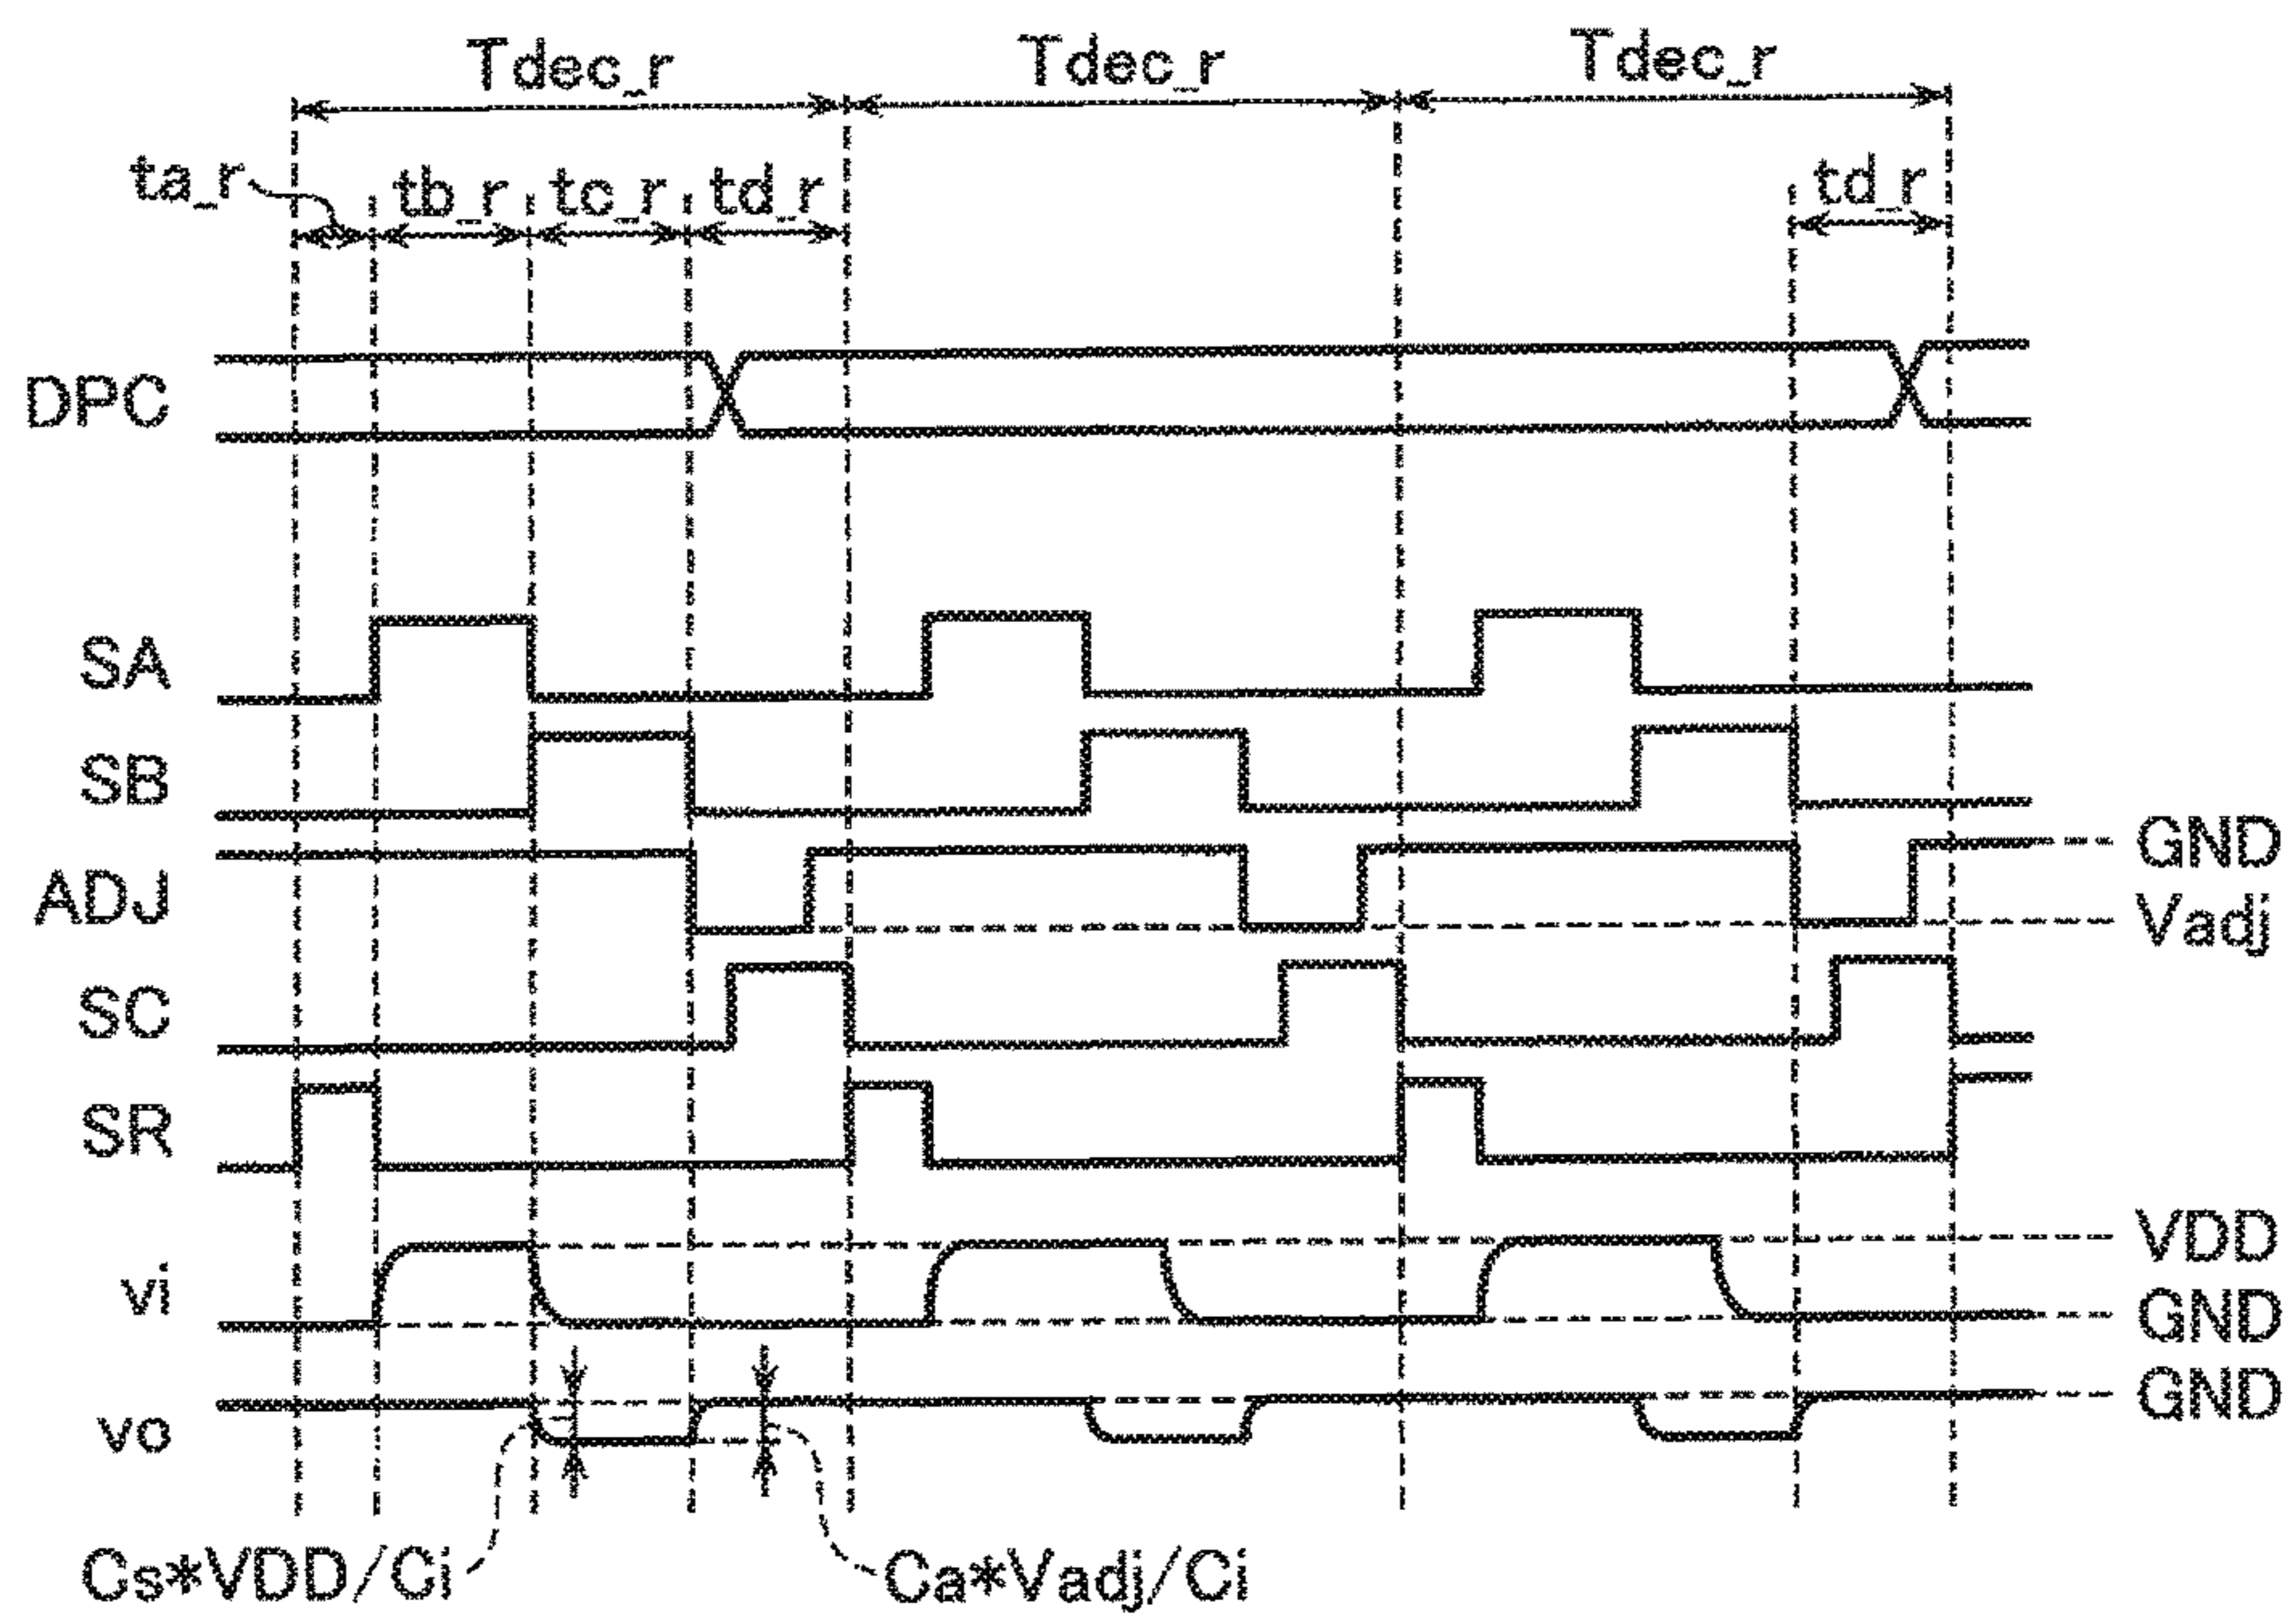 Tdec_r Tdec_r Tdec_r
ta_r tb_r tc_r td_r td_r
DPC
SA
SB
ADJ
GND
Vadj
SC
SR
vi
VDD
GND
vo
GND
Cs*VDD/Ci
Ca*Vadj/Ci